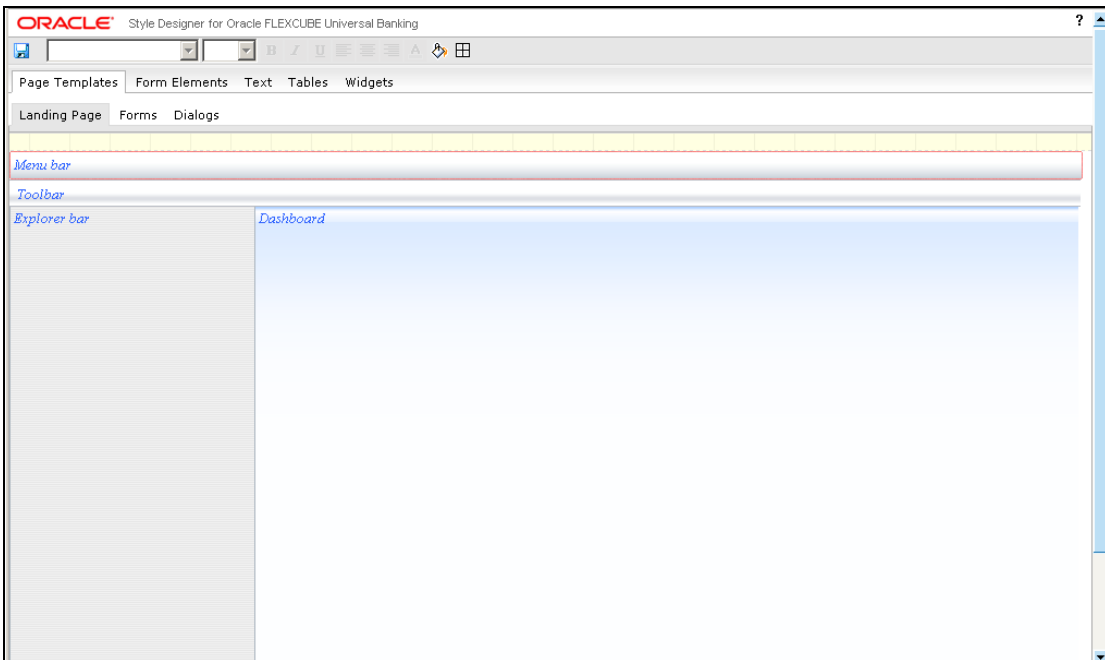 ORACLE Style Designer for Oracle FLEXCUBE Universal Banking ?
B I U A
Page Templates Form Elements Text Tables Widgets
Landing Page Forms Dialogs
Menu bar
Toolbar
Explorer bar Dashboard